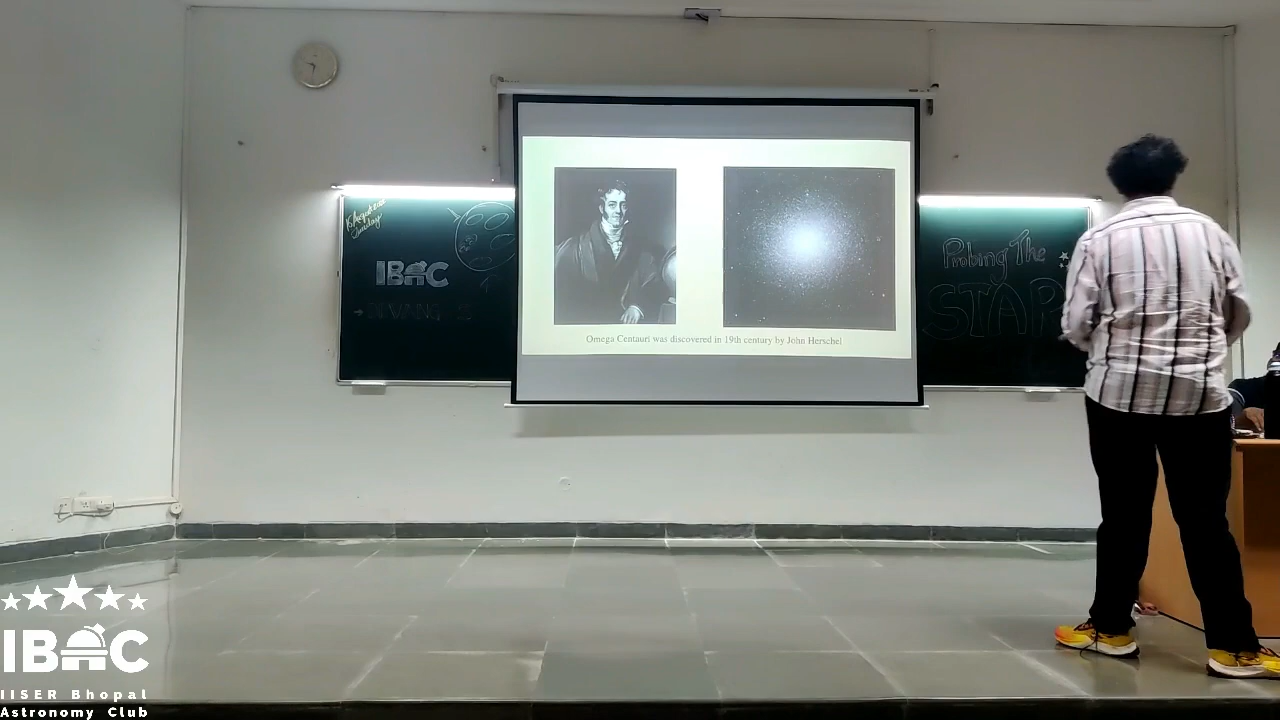 IBAC
Omega Centauri was discovered in 19th century by John Herschel
Probing The
STAR
IBAC
IISER Bhopal
Astronomy Club